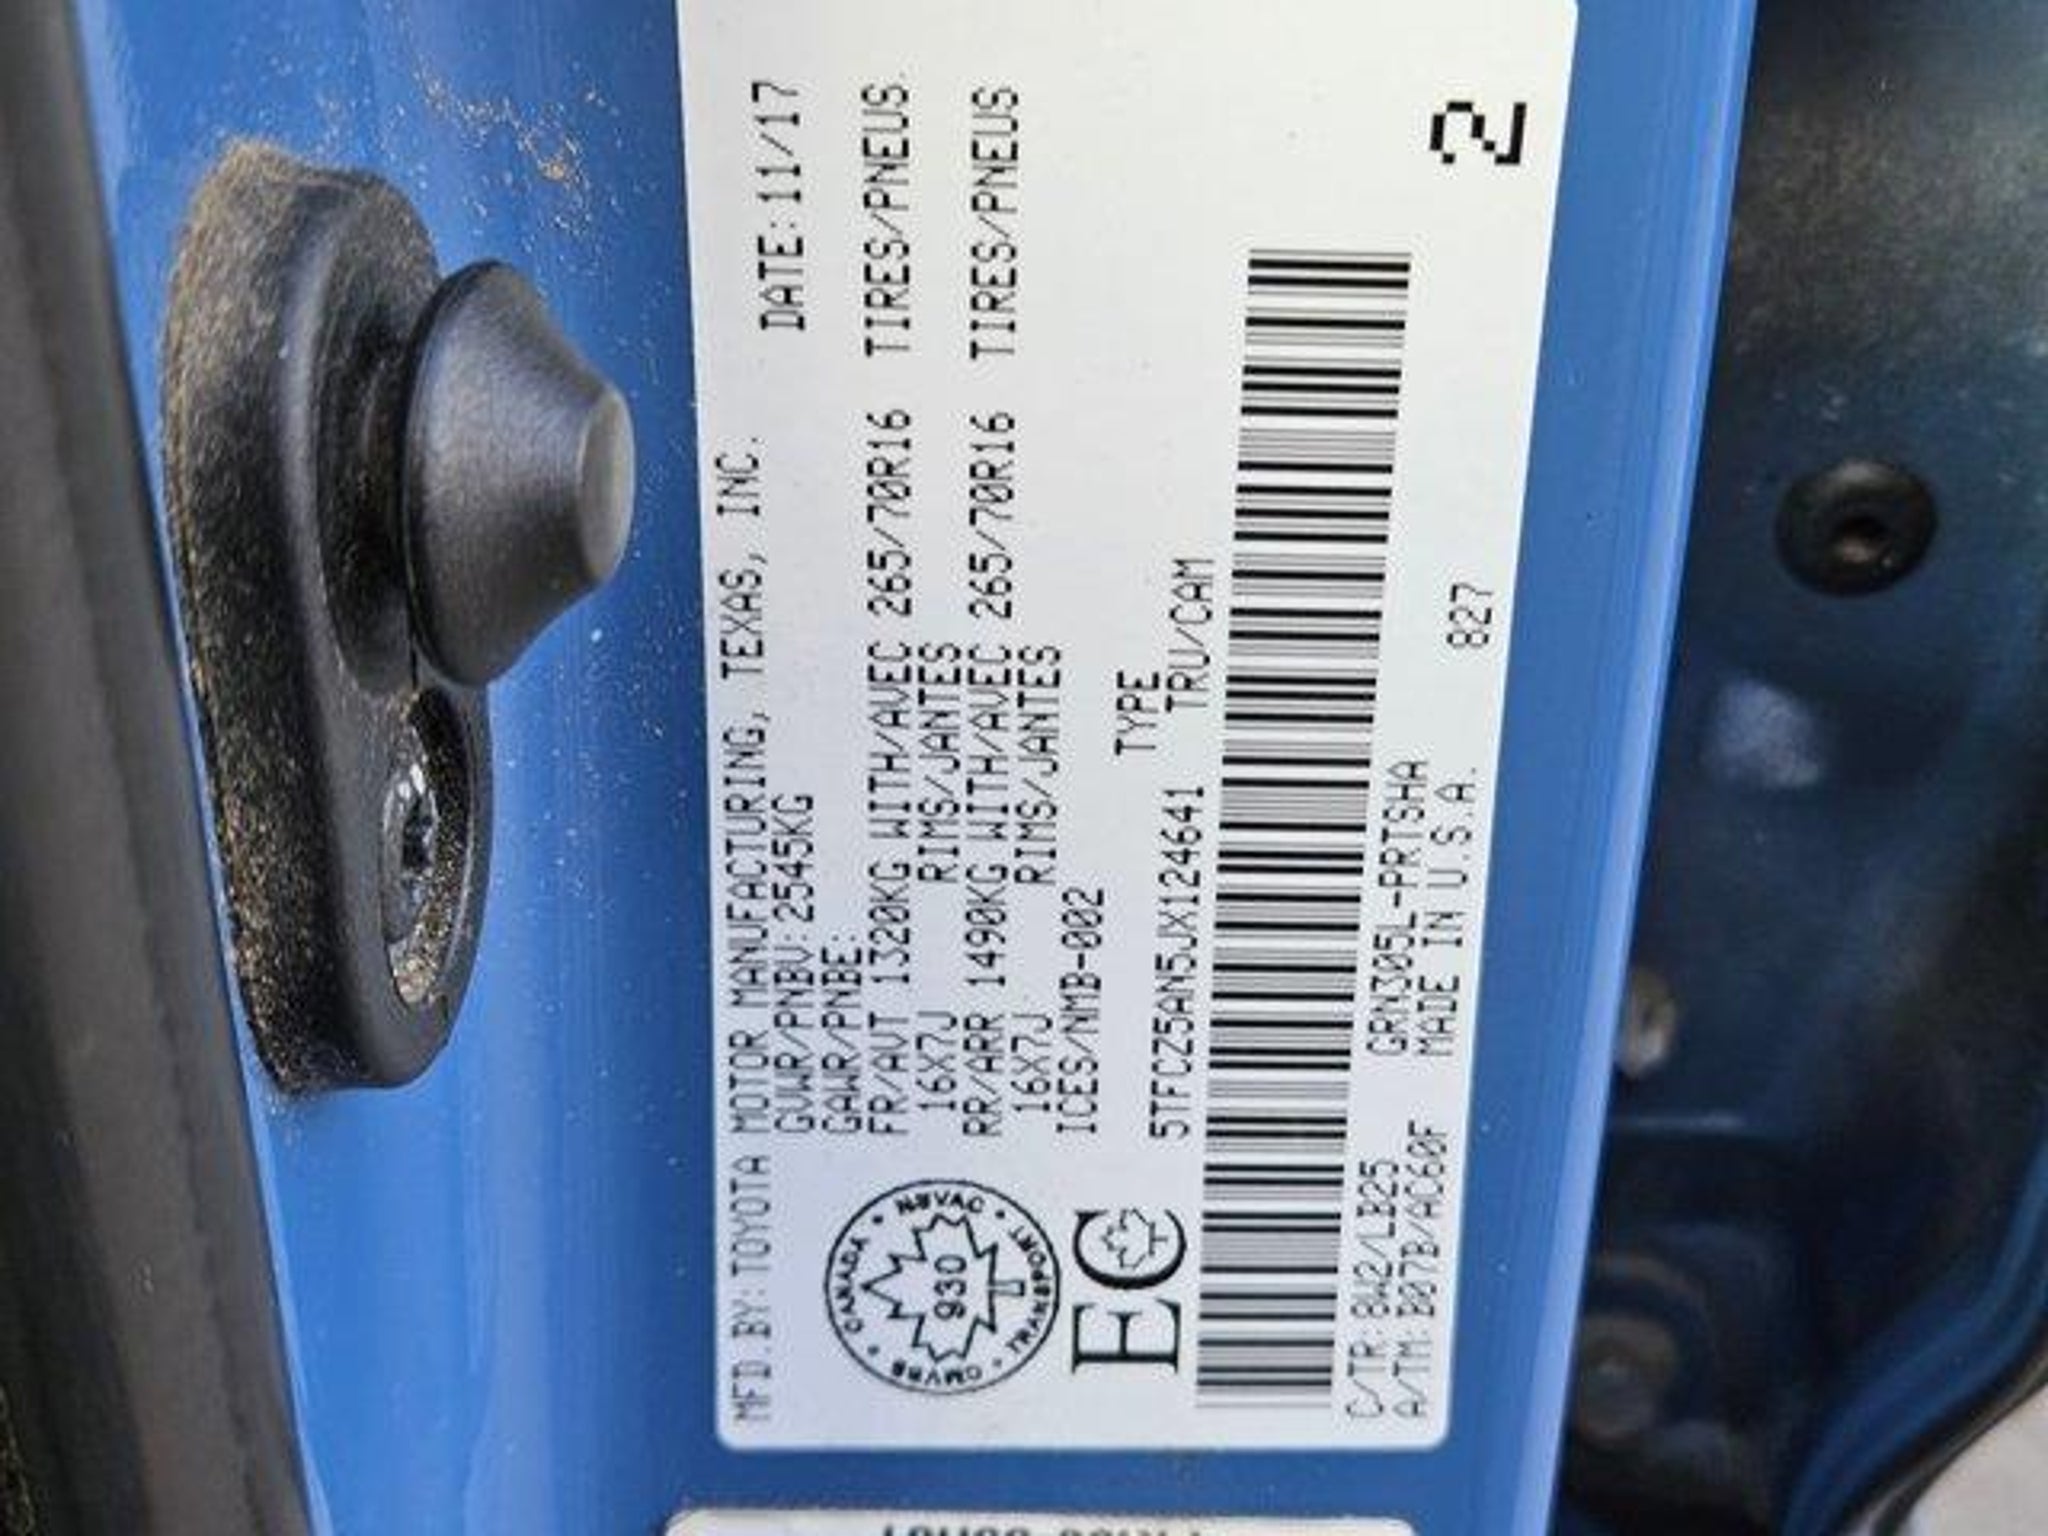 MFD.BY:TOYOTA MOTOR MANUFACTURING, TEXAS, INC.
GVWR/PNBV:2545KG DATE:11/17
GAWR/PNBE:
FR/AVT 1320KG WITH/AVEC 265/70R16 TIRES/PNEUS.
16X7J RIMS/JANTES
RR/ARR 1490KG WITH/AVEC 265/70R16 TIRES/PNEUS
16X7J RIMS/JANTES
ICES/NMB-002
CANADA • NSVAC • TRANSPORT • CMVSS •
930
EC
TYPE
5TFCZ5AN5JX124641 TRU/CAM
C/TR:8W2/LB25 GRN305L-PRTSHA
A/TM:B07B/AC60F MADE IN U.S.A. 827
2